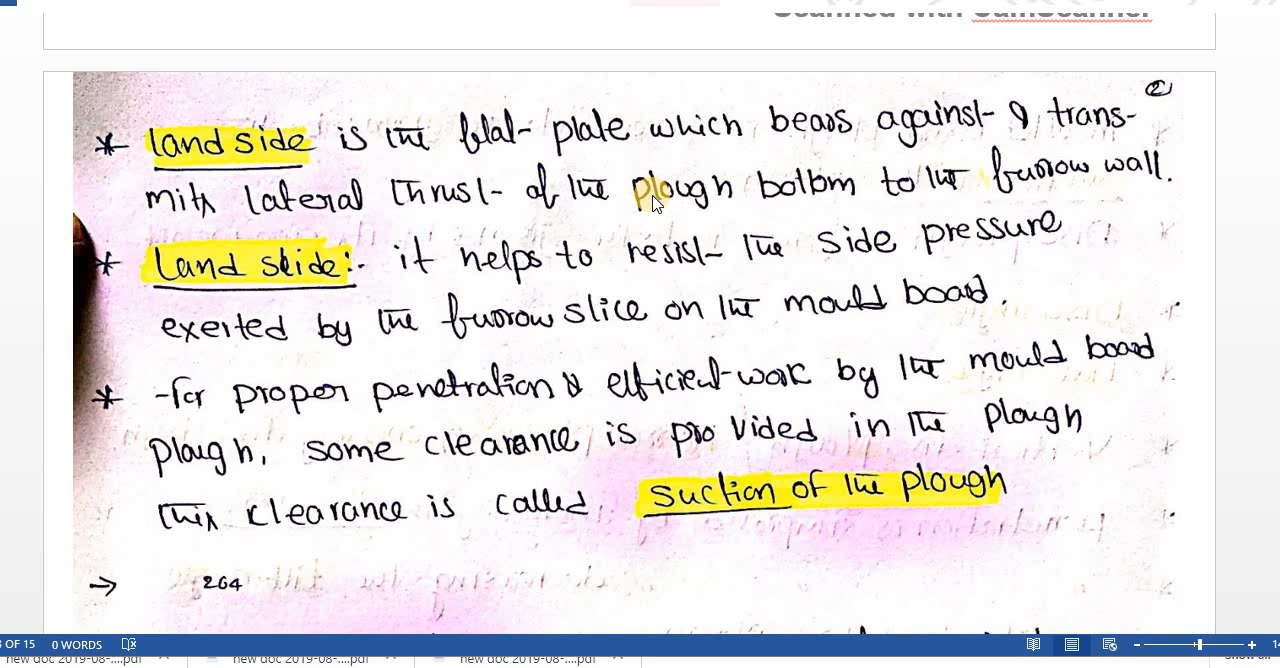 Scanned with CamScanner
②
* land side is the flat plate which bears against & trans-
mits lateral thrust of the plough bottom to the furrow wall.
* Land slide:- it helps to resist the side pressure
exerted by the furrow slice on the mould board.
* -for proper penetration & efficient work by the mould board
plough, some clearance is provided in the plough
this clearance is called suction of the plough
→ 264
OF 15 0 WORDS
new doc 2019-08-....pdf new doc 2019-08-....pdf new doc 2019-08-....pdf